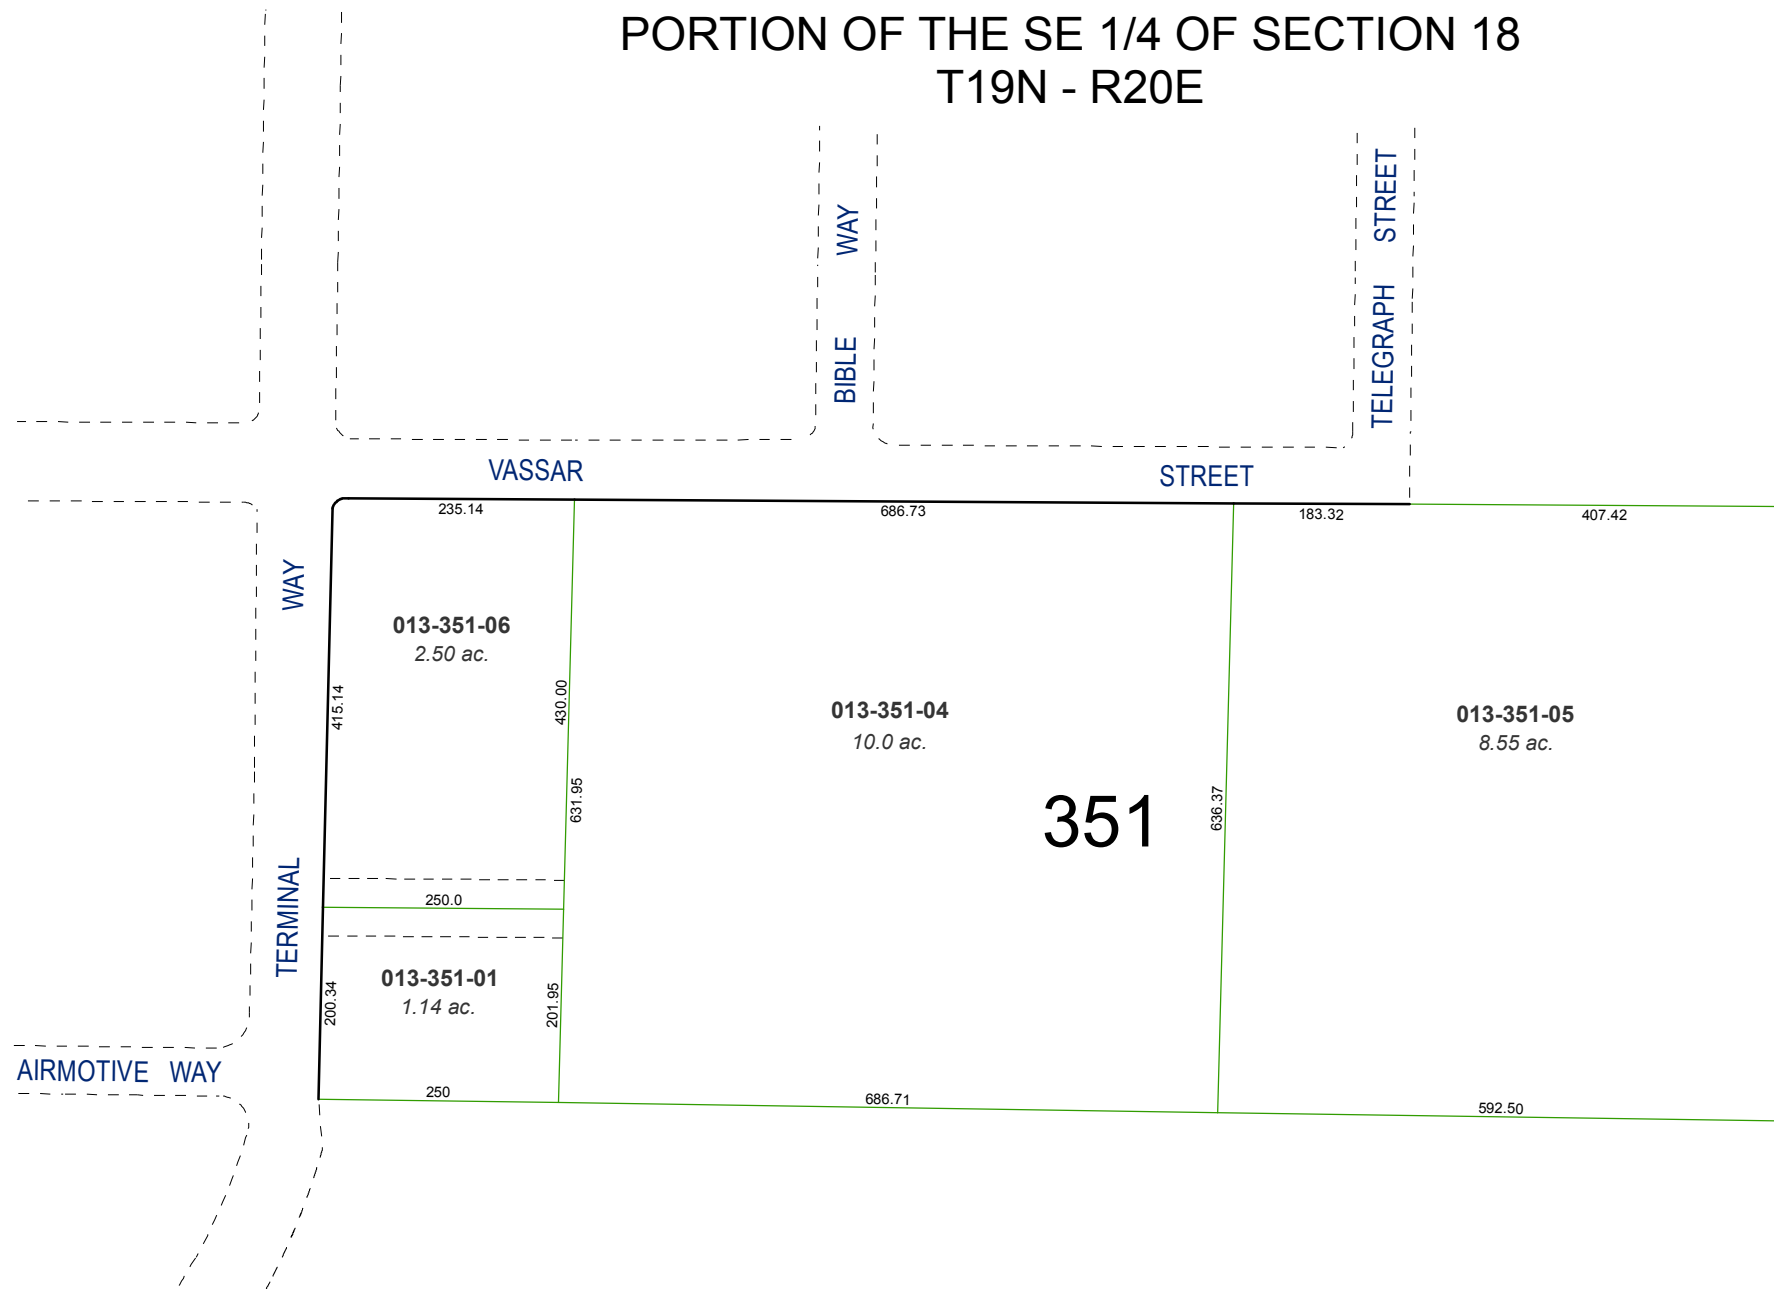 PORTION OF THE SE 1/4 OF SECTION 18
T19N - R20E
BIBLE WAY
TELEGRAPH STREET
VASSAR STREET
235.14
686.73
183.32
407.42
TERMINAL WAY
013-351-06
2.50 ac.
415.14
430.00
013-351-04
10.0 ac.
013-351-05
8.55 ac.
631.95
351
636.37
250.0
013-351-01
1.14 ac.
200.34
201.95
AIRMOTIVE WAY
250
686.71
592.50